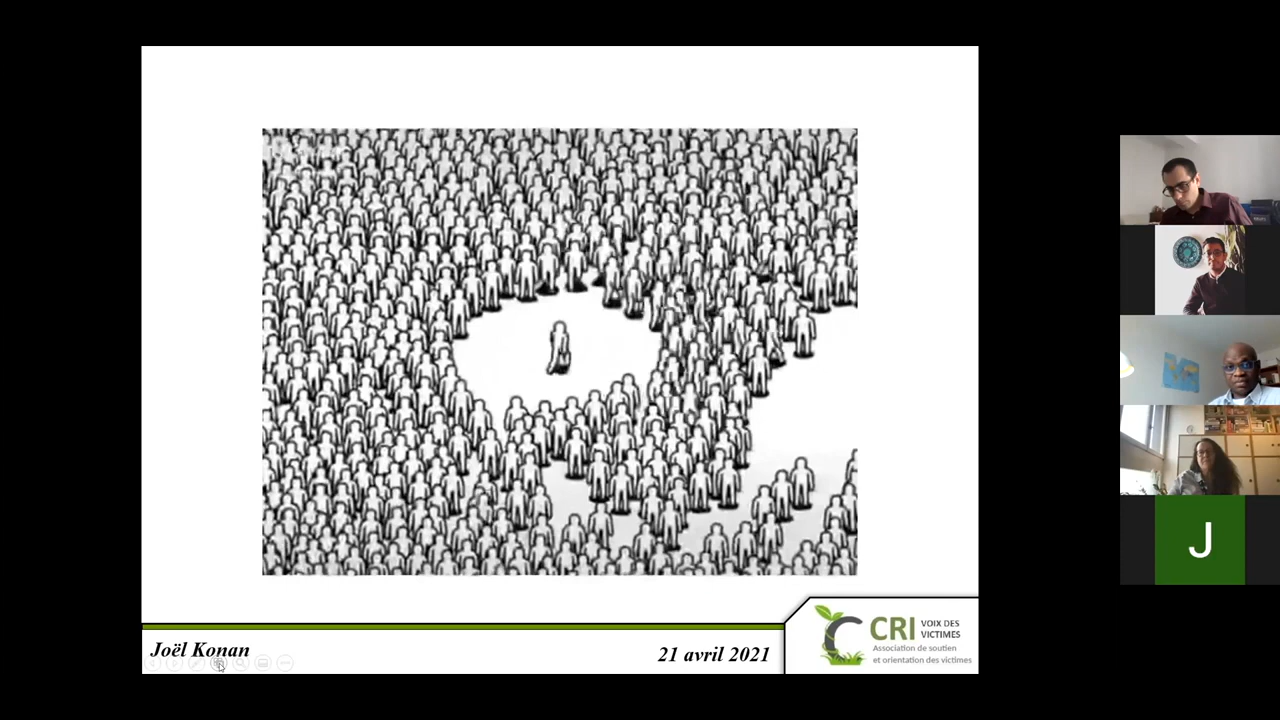 Joël Konan
21 avril 2021
CRI VOIX DES
VICTIMES
Association de soutien
et orientation des victimes
J